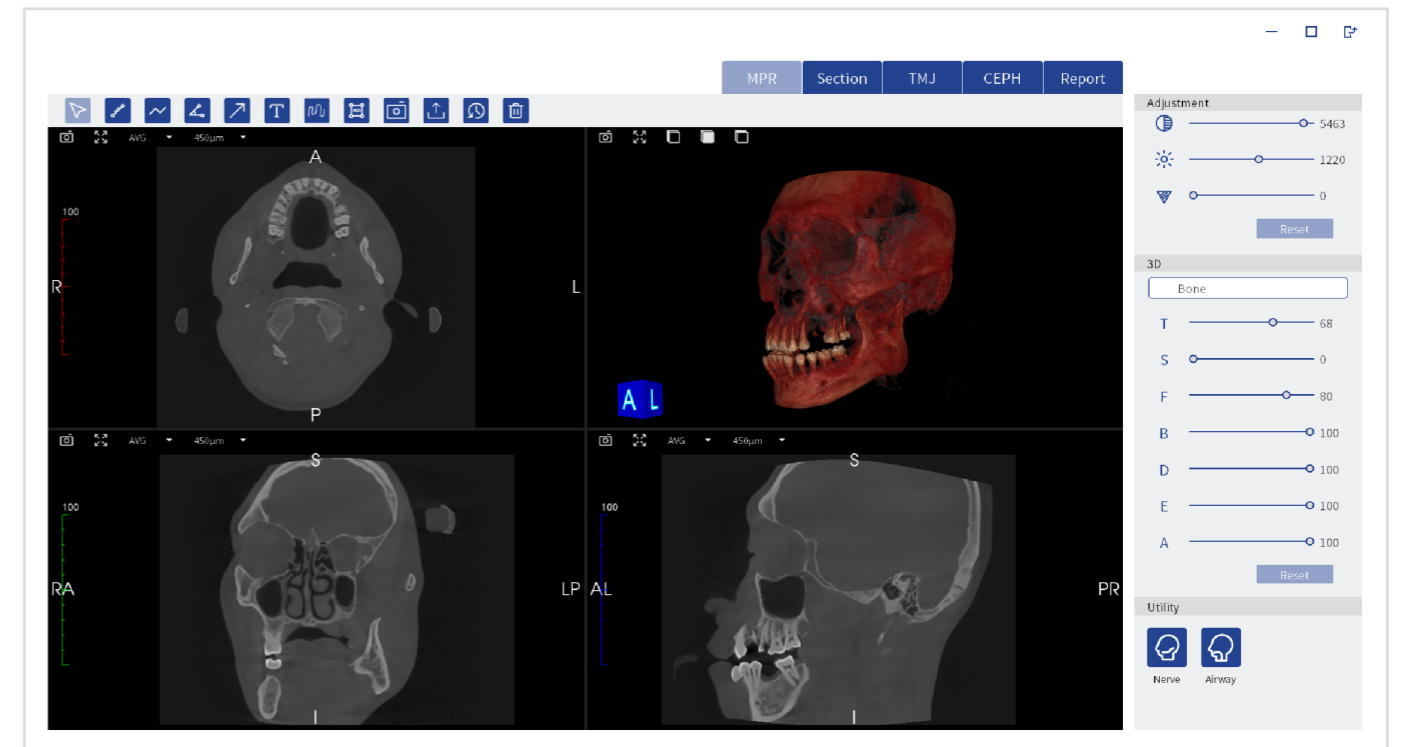 MPR Section TMJ CEPH Report
T
AVG 450μm
A
100
R L
P
A L
AVG 450μm
S
100
RA LP
I
AVG 450μm
S
100
AL PR
I
Adjustment
5463
1220
0
Reset
3D
Bone
T 68
S 0
F 80
B 100
D 100
E 100
A 100
Reset
Utility
Nerve Airway